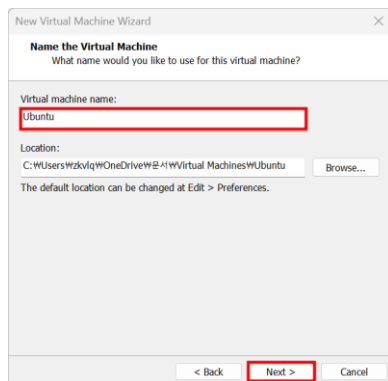 New Virtual Machine Wizard
Name the Virtual Machine
What name would you like to use for this virtual machine?
Virtual machine name:
Ubuntu
Location:
C:₩Users₩zkvlq₩OneDrive₩문서₩Virtual Machines₩Ubuntu
Browse...
The default location can be changed at Edit > Preferences.
< Back
Next >
Cancel